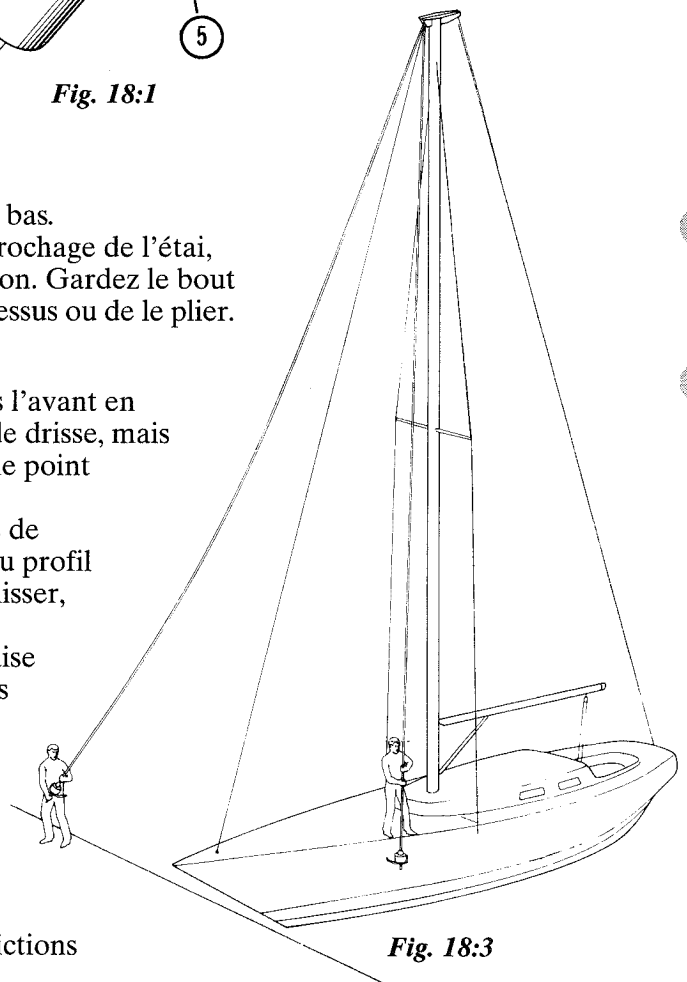 5
Fig. 18:1
bas.
rochage de l’étai,
on. Gardez le bout
essus ou de le plier.
s l’avant en
le drisse, mais
le point
de
u profil
isser,
ise
s
ictions
Fig. 18:3